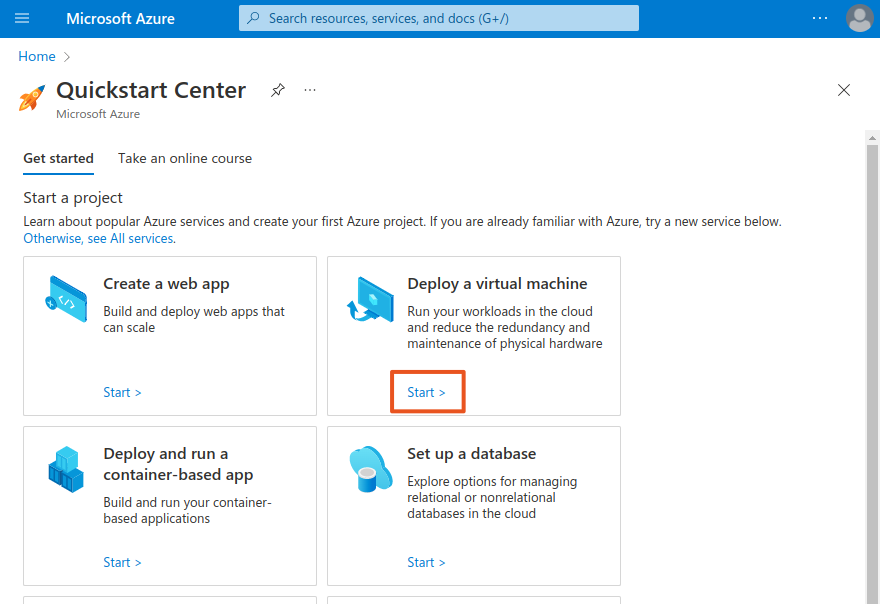 Microsoft Azure
Search resources, services, and docs (G+/)
Home
Quickstart Center
Microsoft Azure
Get started
Take an online course
Start a project
Learn about popular Azure services and create your first Azure project. If you are already familiar with Azure, try a new service below.
Otherwise, see All services.
Create a web app
Build and deploy web apps that
can scale
Start >
Deploy a virtual machine
Run your workloads in the cloud
and reduce the redundancy and
maintenance of physical hardware
Start >
Deploy and run a
container-based app
Build and run your container-
based applications
Start >
Set up a database
Explore options for managing
relational or nonrelational
databases in the cloud
Start >